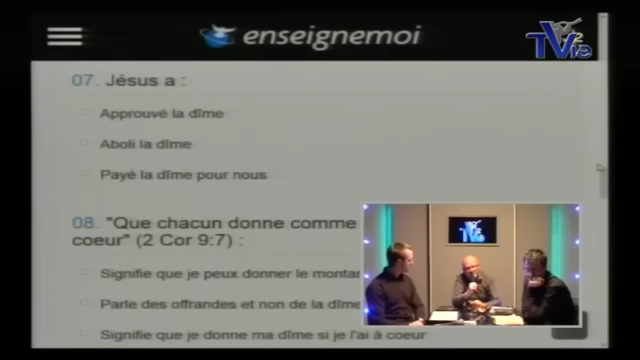 enseignemoi
TV2Vie
07. Jésus a :
Approuvé la dîme
Aboli la dîme
Payé la dîme pour nous
08. "Que chacun donne comme
coeur" (2 Cor 9:7) :
Signifie que je peux donner le montan
Parle des offrandes et non de la dîme
Signifie que je donne ma dîme si je l'ai à coeur